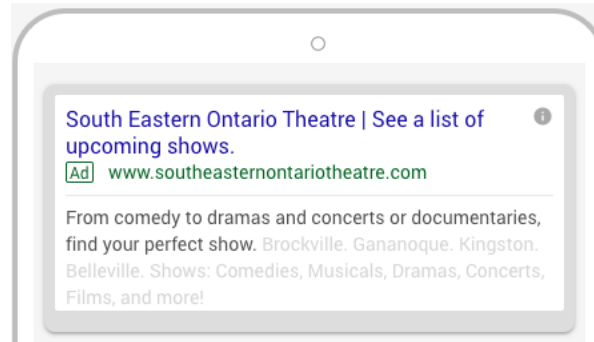 South Eastern Ontario Theatre | See a list of
upcoming shows.
Ad www.southeasternontariotheatre.com
From comedy to dramas and concerts or documentaries,
find your perfect show. Brockville. Gananoque. Kingston.
Belleville. Shows: Comedies, Musicals, Dramas, Concerts,
Films, and more!